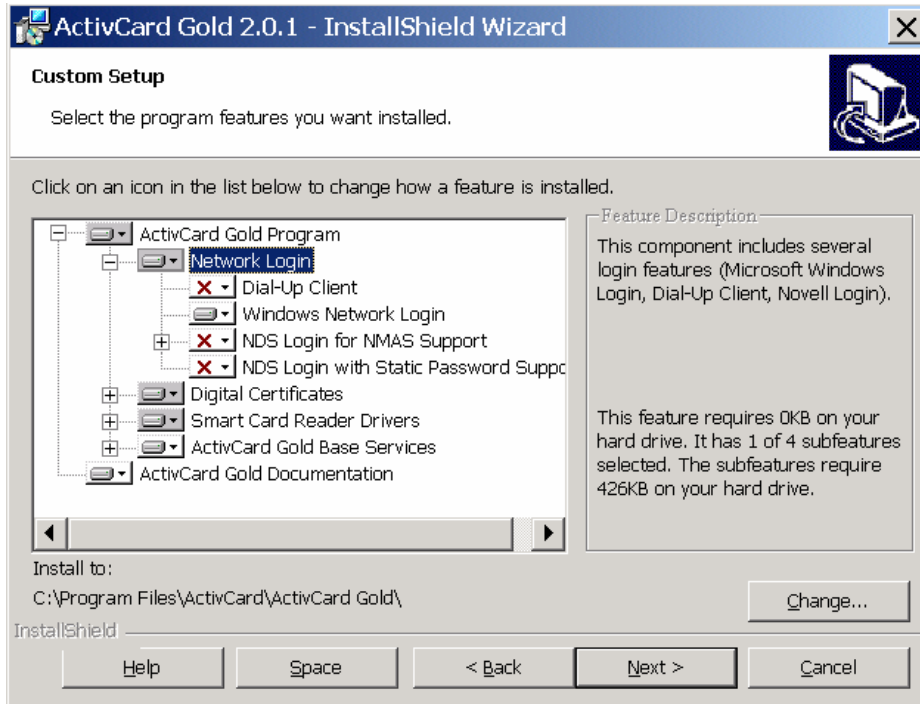 ActivCard Gold 2.0.1 - InstallShield Wizard
Custom Setup
Select the program features you want installed.
Click on an icon in the list below to change how a feature is installed.
ActivCard Gold Program
Network Login
Dial-Up Client
Windows Network Login
NDS Login for NMAS Support
NDS Login with Static Password Suppo
Digital Certificates
Smart Card Reader Drivers
ActivCard Gold Base Services
ActivCard Gold Documentation
Feature Description
This component includes several
login features (Microsoft Windows
Login, Dial-Up Client, Novell Login).
This feature requires 0KB on your
hard drive. It has 1 of 4 subfeatures
selected. The subfeatures require
426KB on your hard drive.
Install to:
C:\Program Files\ActivCard\ActivCard Gold\
Change...
InstallShield
Help
Space
< Back
Next >
Cancel